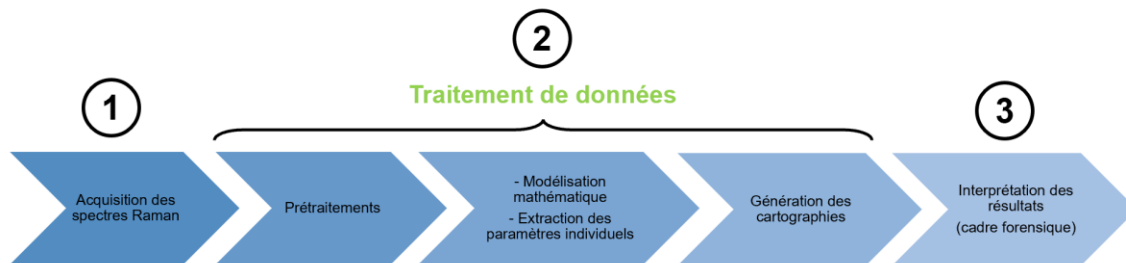 1
2
Traitement de données
3
Acquisition des
spectres Raman
Prétraitements
- Modélisation
mathématique
- Extraction des
paramètres individuels
Génération des
cartographies
Interprétation des
résultats
(cadre forensique)